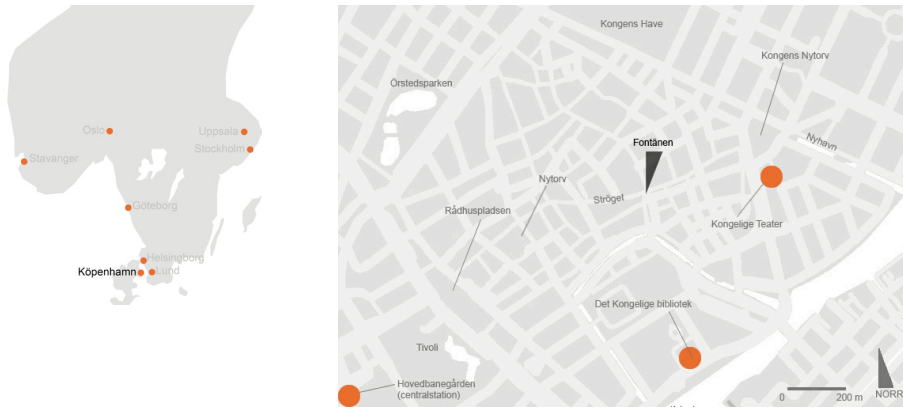 Oslo
Uppsala
Stockholm
Stavanger
Göteborg
Helsingborg
Köpenhamn
Lund
Kongens Have
Kongens Nytorv
Örstedsparken
Fontänen
Nyhavn
Nytorv
Ströget
Rådhuspladsen
Kongelige Teater
Det Kongelige bibliotek
Tivoli
Hovedbanegården
(centralstation)
0
200 m
NORR